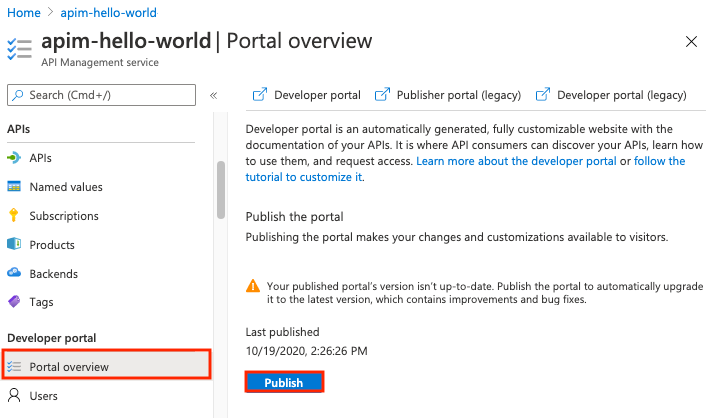 Home > apim-hello-world
apim-hello-world | Portal overview
API Management service
Search (Cmd+/)
«
APIs
APIs
Named values
Subscriptions
Products
Backends
Tags
Developer portal
Portal overview
Users
Developer portal
Publisher portal (legacy)
Developer portal (legacy)
Developer portal is an automatically generated, fully customizable website with the
documentation of your APIs. It is where API consumers can discover your APIs, learn how
to use them, and request access. Learn more about the developer portal or follow the
tutorial to customize it.
Publish the portal
Publishing the portal makes your changes and customizations available to visitors.
Your published portal's version isn't up-to-date. Publish the portal to automatically upgrade
it to the latest version, which contains improvements and bug fixes.
Last published
10/19/2020, 2:26:26 PM
Publish